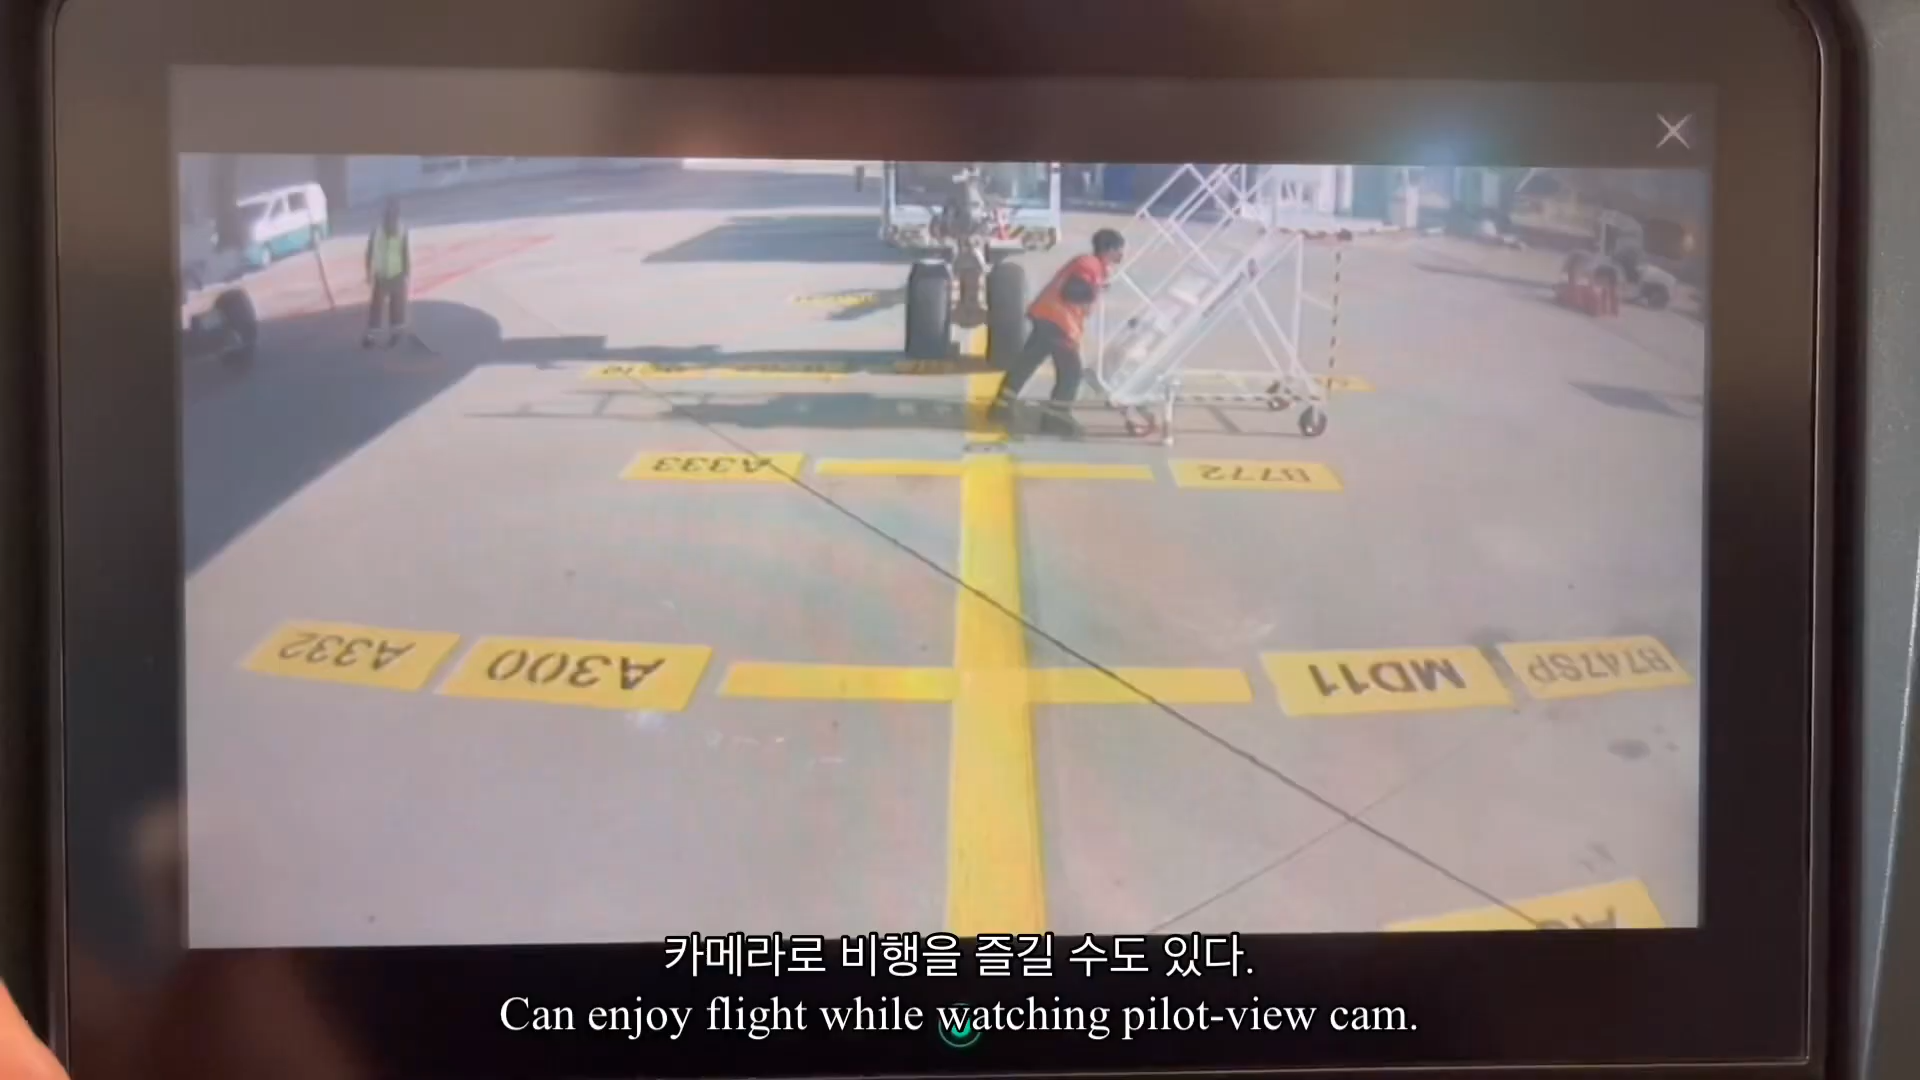 A333 B772
A332 A300 MD11 B747SP
카메라로 비행을 즐길 수도 있다.
Can enjoy flight while watching pilot-view cam.